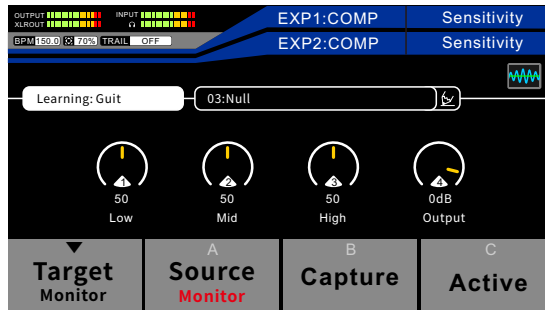 OUTPUT INPUT
XLROUT
BPM 150.0 70% TRAIL OFF
EXP1:COMP Sensitivity
EXP2:COMP Sensitivity
Learning: Guit
03:Null
1 2 3 4
50 50 50 0dB
Low Mid High Output
A B C
Target Source Capture Active
Monitor Monitor